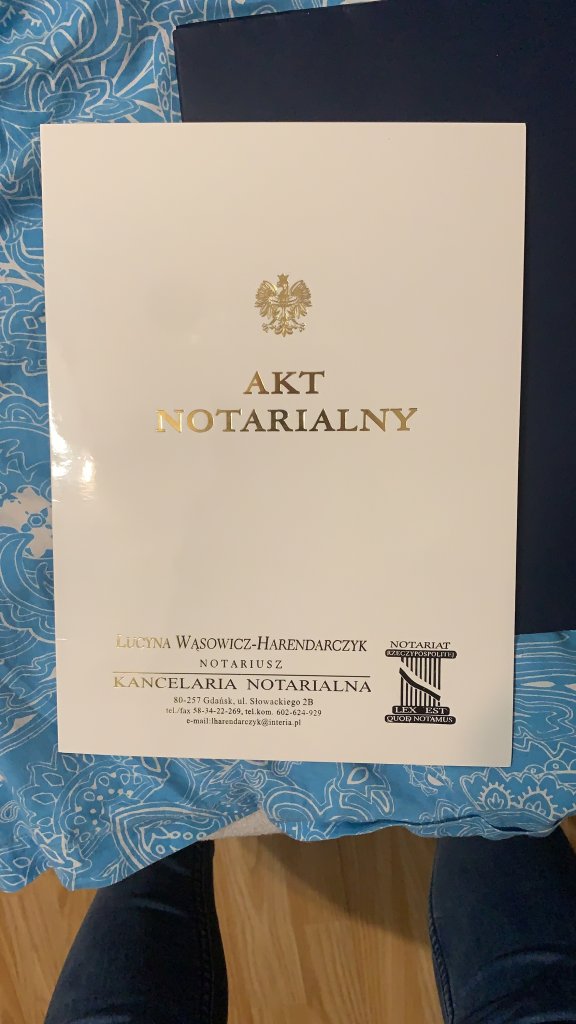 AKT
NOTARIALNY
LUCYNA WĄSOWICZ-HARENDARCZYK
NOTARIUSZ
KANCELARIA NOTARIALNA
80-257 Gdańsk, ul. Słowackiego 2B
tel./fax 58-34-22-269, tel.kom. 602-624-929
e-mail:lharendarczyk@interia.pl
NOTARIAT
RZECZYPOSPOLITEJ
LEX EST
QUOD NOTAMUS